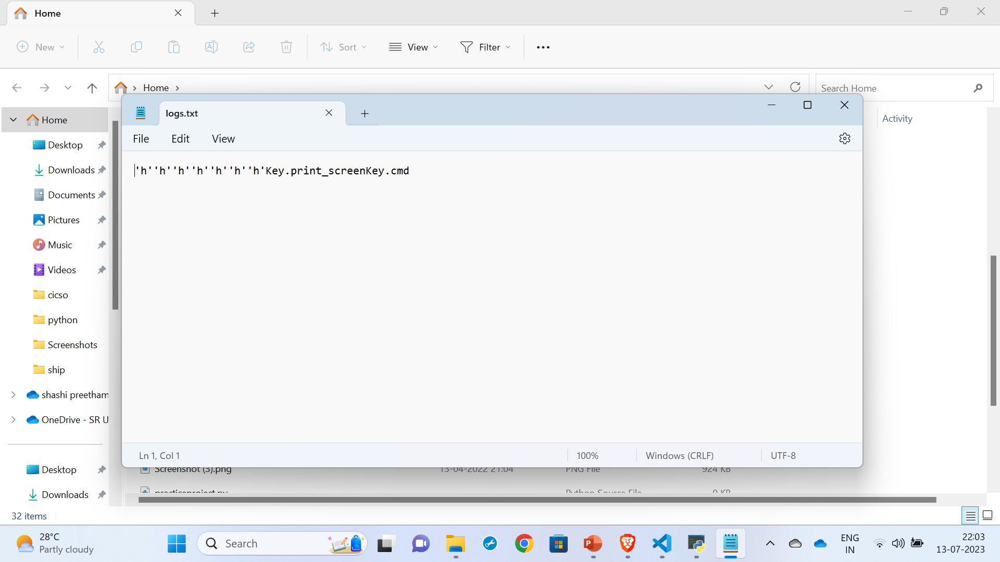 Home
New
Sort
View
Filter
Home
Search Home
logs.txt
File
Edit
View
'h''h''h''h''h''h''h'Key.print_screenKey.cmd
Ln 1, Col 1
100%
Windows (CRLF)
UTF-8
Activity
Home
Desktop
Downloads
Documents
Pictures
Music
Videos
cicso
python
Screenshots
ship
shashi preetham
OneDrive - SR U
Desktop
Downloads
Screenshot (3).png 13-04-2022 21:04 PNG File 924 KB
practiceproject.py Python Source File 0 KB
32 items
28°C
Partly cloudy
Search
ENG
IN
22:03
13-07-2023